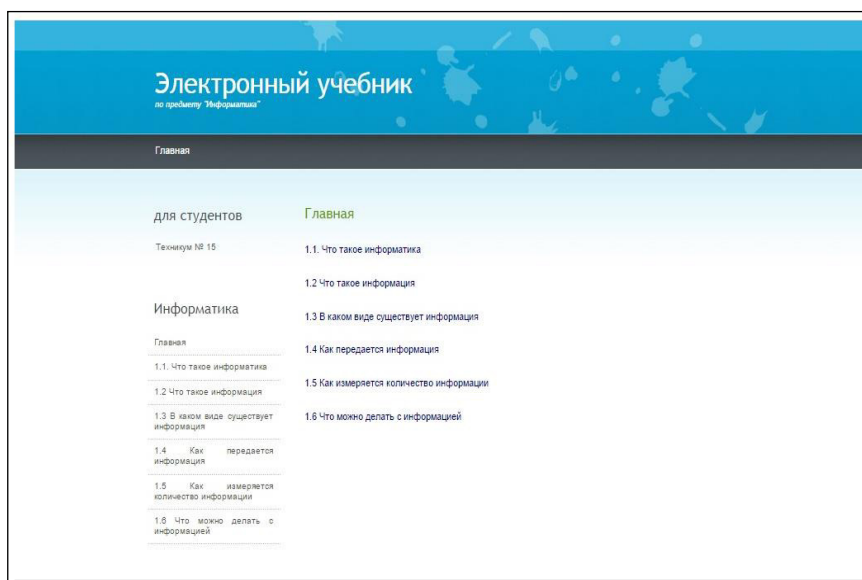 Электронный учебник
по предмету "Информатика"
Главная
для студентов
Техникум № 15
Информатика
Главная
1.1. Что такое информатика
1.2 Что такое информация
1.3 В каком виде существует
информация
1.4 Как передается
информация
1.5 Как измеряется
количество информации
1.6 Что можно делать с
информацией
Главная
1.1. Что такое информатика
1.2 Что такое информация
1.3 В каком виде существует информация
1.4 Как передается информация
1.5 Как измеряется количество информации
1.6 Что можно делать с информацией